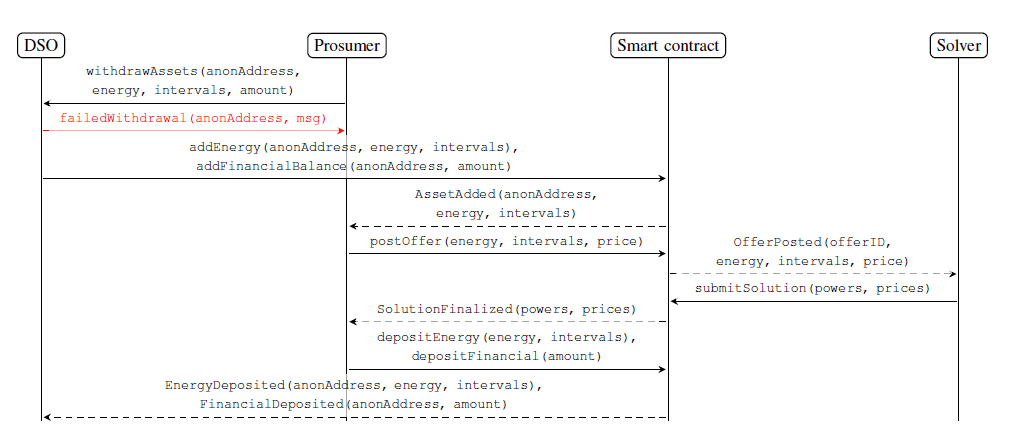 DSO
Prosumer
Smart contract
Solver
withdrawAssets(anonAddress,
energy, intervals, amount)
failedWithdrawal(anonAddress, msg)
addEnergy(anonAddress, energy, intervals),
addFinancialBalance(anonAddress, amount)
AssetAdded(anonAddress,
energy, intervals)
postOffer(energy, intervals, price)
OfferPosted(offerID,
energy, intervals, price)
submitSolution(powers, prices)
SolutionFinalized(powers, prices)
depositEnergy(energy, intervals),
depositFinancial(amount)
EnergyDeposited(anonAddress, energy, intervals),
FinancialDeposited(anonAddress, amount)